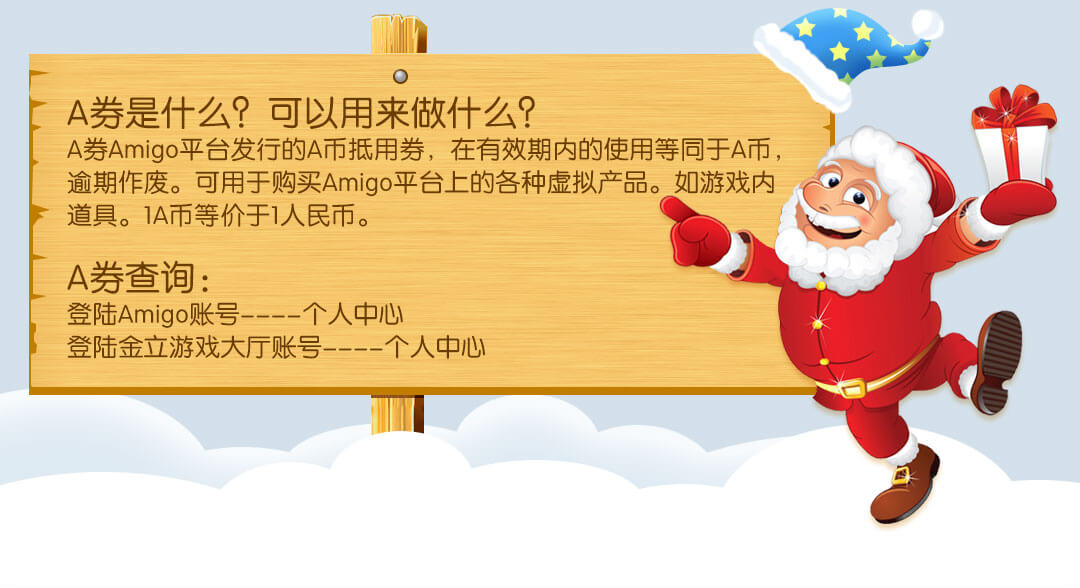 A券是什么？可以用来做什么？
A券Amigo平台发行的A币抵用券，在有效期内的使用等同于A币，
逾期作废。可用于购买Amigo平台上的各种虚拟产品。如游戏内
道具。1A币等价于1人民币。
A券查询：
登陆Amigo账号----个人中心
登陆金立游戏大厅账号----个人中心